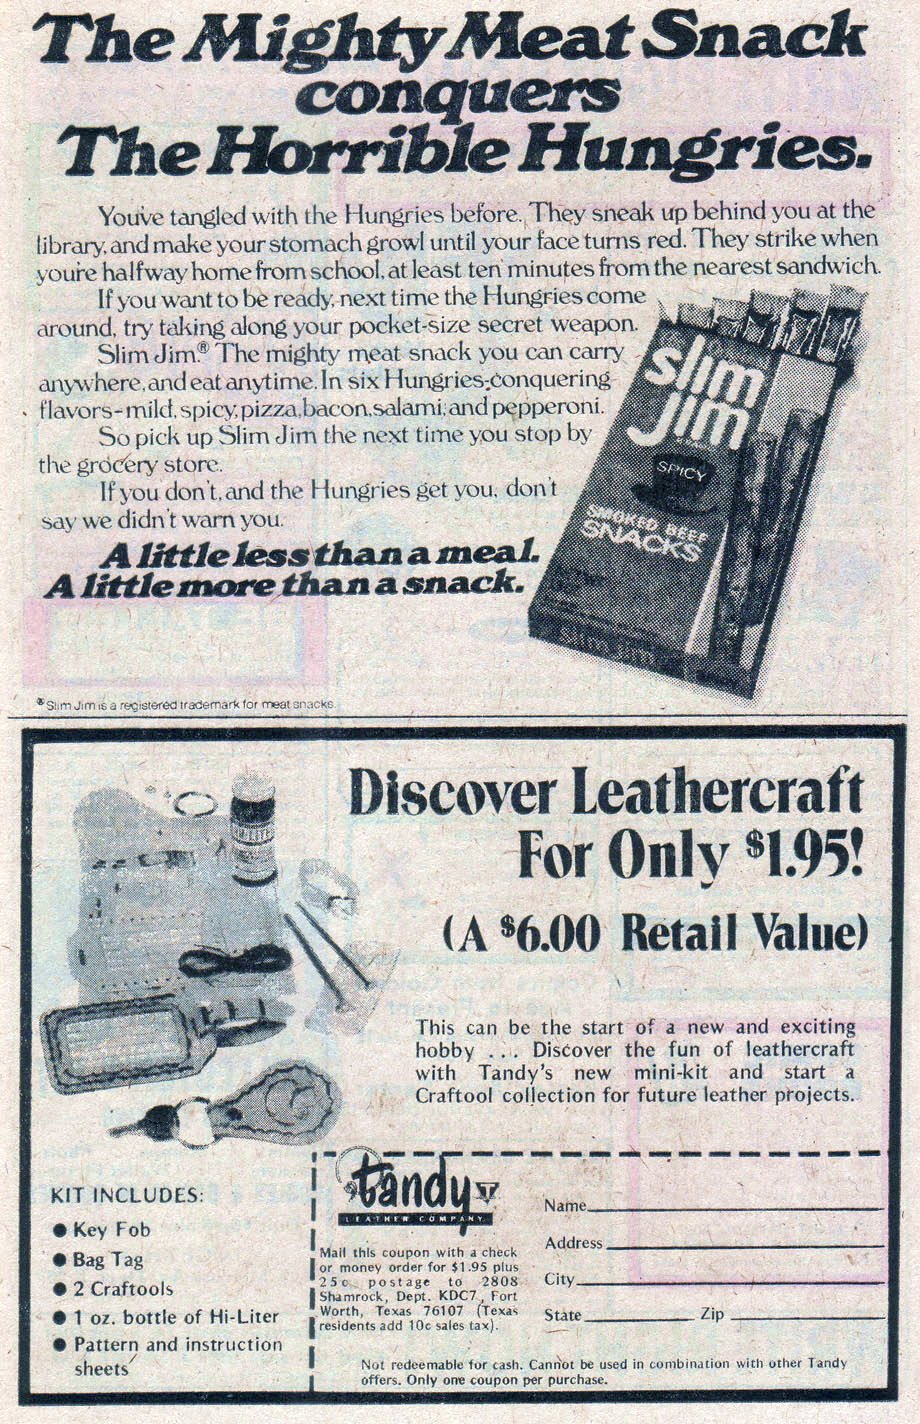 The Mighty Meat Snack
conquers
The Horrible Hungries.
You've tangled with the Hungries before. They sneak up behind you at the
library, and make your stomach growl until your face turns red. They strike when
you're halfway home from school, at least ten minutes from the nearest sandwich.
If you want to be ready, next time the Hungries come
around, try taking along your pocket-size secret weapon.
Slim Jim.® The mighty meat snack you can carry
anywhere, and eat anytime. In six Hungries-conquering
flavors-mild, spicy, pizza, bacon, salami, and pepperoni.
So pick up Slim Jim the next time you stop by
the grocery store.
If you don't, and the Hungries get you, don't
say we didn't warn you.
A little less than a meal.
A little more than a snack.
slim
jim
SPICY
SMOKED BEEF
SNACKS
®Slim Jim is a registered trademark for meat snacks.
Discover Leathercraft
For Only $1.95!
(A $6.00 Retail Value)
This can be the start of a new and exciting
hobby ... Discover the fun of leathercraft
with Tandy's new mini-kit and start a
Craftool collection for future leather projects.
KIT INCLUDES:
● Key Fob
● Bag Tag
● 2 Craftools
● 1 oz. bottle of Hi-Liter
● Pattern and instruction
sheets
tandy
LEATHER COMPANY
Mail this coupon with a check
or money order for $1.95 plus
25c postage to 2808
Shamrock, Dept. KDC7, Fort
Worth, Texas 76107 (Texas
residents add 10c sales tax).
Name
Address
City
State Zip
Not redeemable for cash. Cannot be used in combination with other Tandy
offers. Only one coupon per purchase.